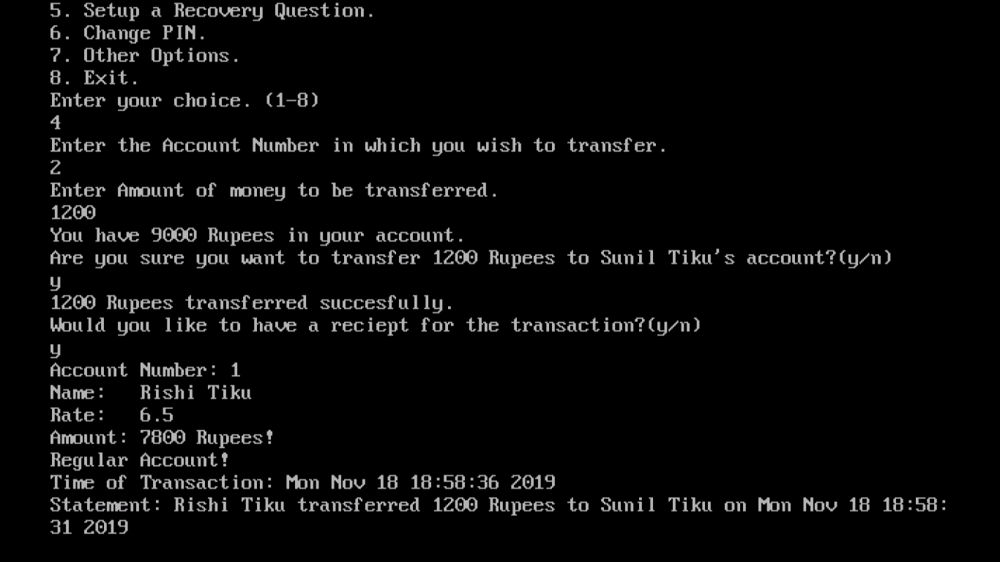 5. Setup a Recovery Question.
6. Change PIN.
7. Other Options.
8. Exit.
Enter your choice. (1-8)
4
Enter the Account Number in which you wish to transfer.
2
Enter Amount of money to be transferred.
1200
You have 9000 Rupees in your account.
Are you sure you want to transfer 1200 Rupees to Sunil Tiku's account?(y/n)
y
1200 Rupees transferred succesfully.
Would you like to have a reciept for the transaction?(y/n)
y
Account Number: 1
Name:   Rishi Tiku
Rate:   6.5
Amount: 7800 Rupees!
Regular Account!
Time of Transaction: Mon Nov 18 18:58:36 2019
Statement: Rishi Tiku transferred 1200 Rupees to Sunil Tiku on Mon Nov 18 18:58:
31 2019